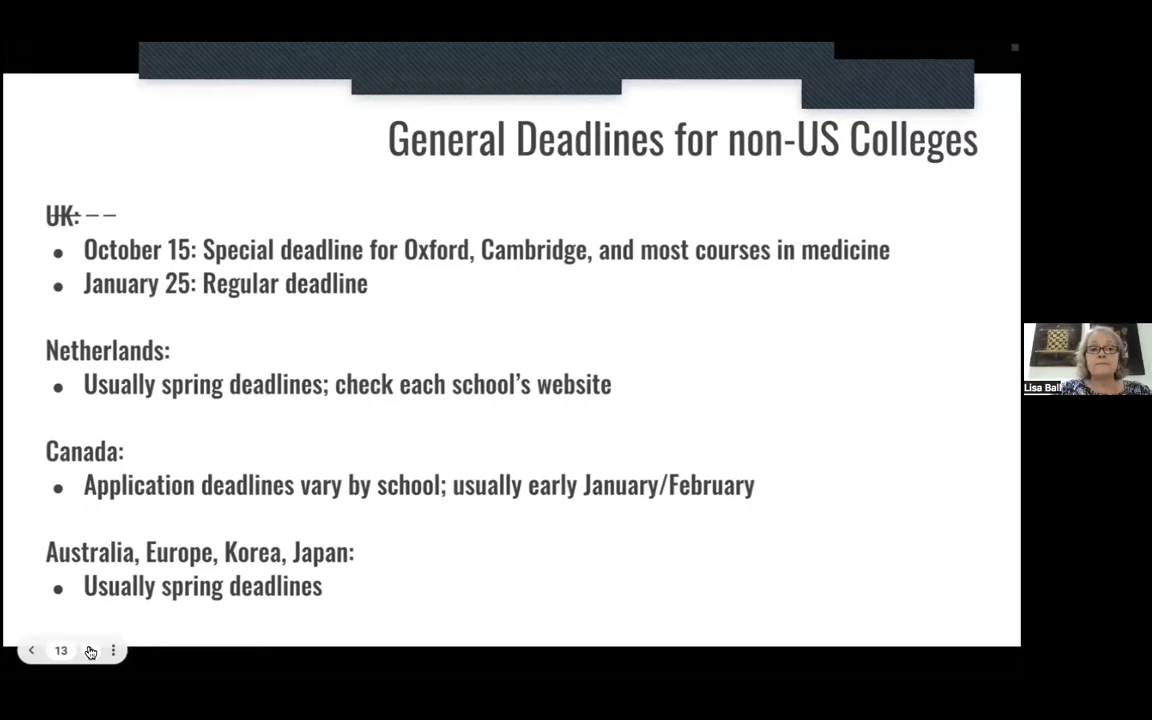 General Deadlines for non-US Colleges
UK: – –
● October 15: Special deadline for Oxford, Cambridge, and most courses in medicine
● January 25: Regular deadline
Netherlands:
● Usually spring deadlines; check each school’s website
Canada:
● Application deadlines vary by school; usually early January/February
Australia, Europe, Korea, Japan:
● Usually spring deadlines
Lisa Ball
13